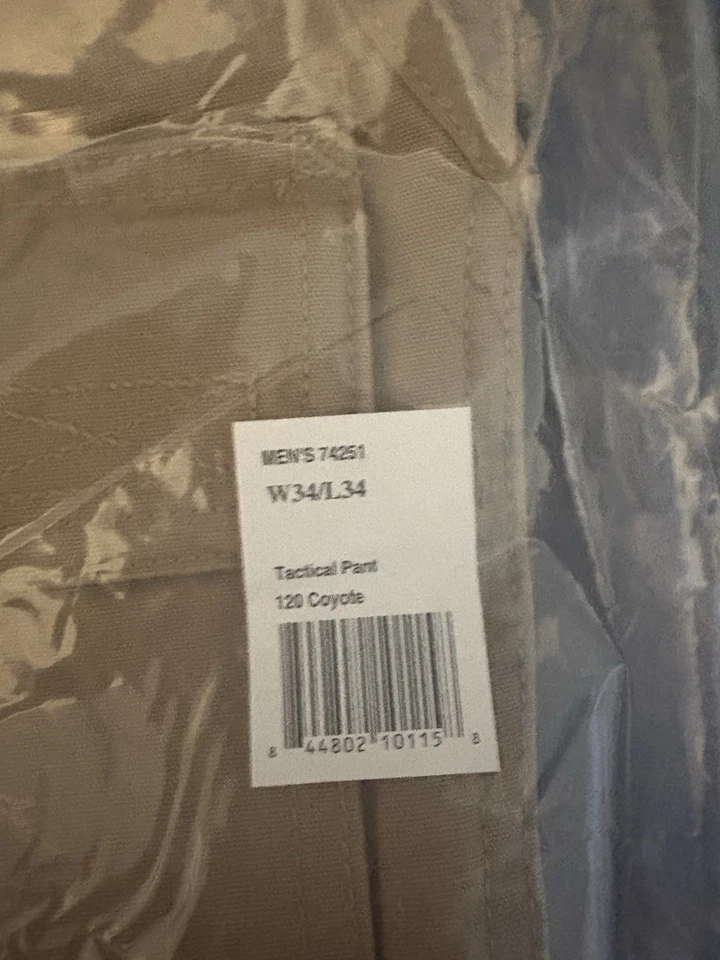 MEN'S 74251
W34/L34
Tactical Pant
120 Coyote
8 44802 10115 8